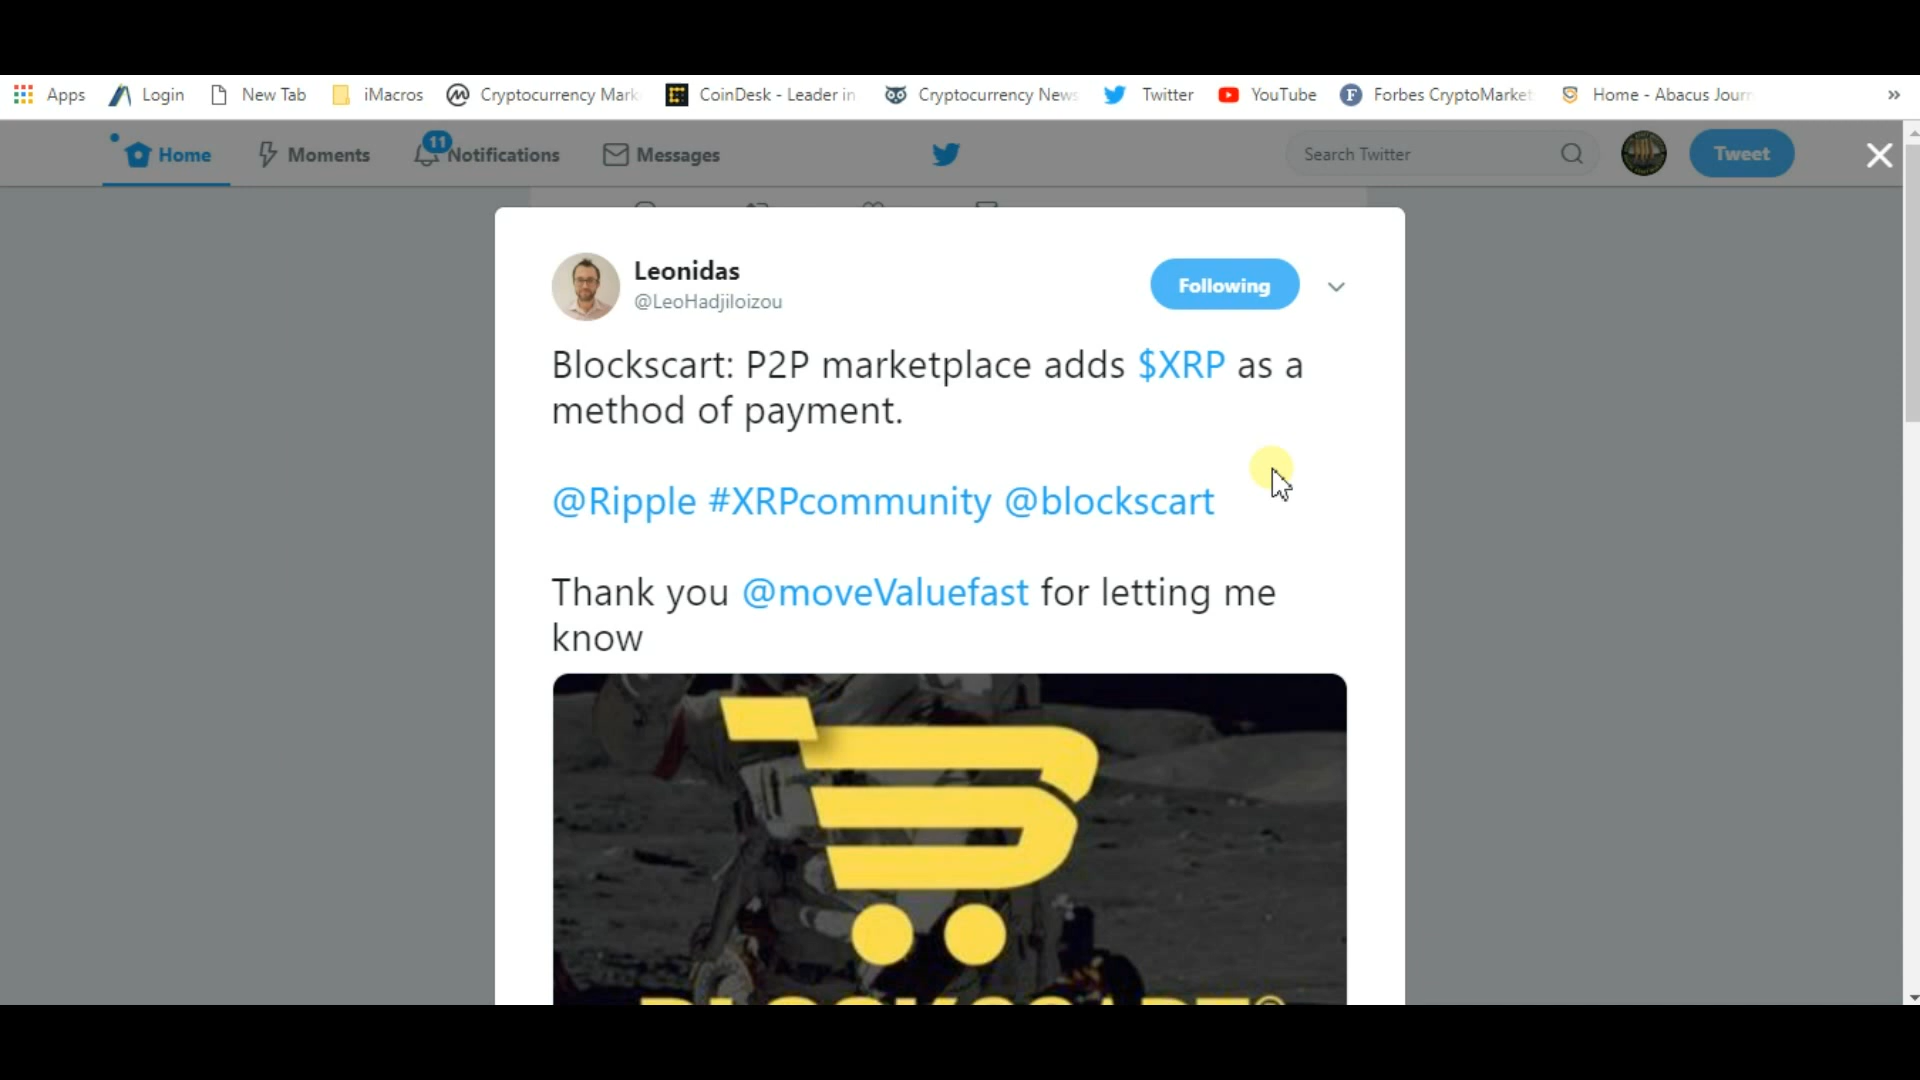 Apps Login New Tab iMacros Cryptocurrency Mark CoinDesk - Leader in Cryptocurrency News Twitter YouTube Forbes CryptoMarket Home - Abacus Journ »
Home Moments 11 Notifications Messages Search Twitter Tweet
Leonidas
@LeoHadjiloizou
Following
Blockscart: P2P marketplace adds $XRP as a
method of payment.
@Ripple #XRPcommunity @blockscart
Thank you @moveValuefast for letting me
know